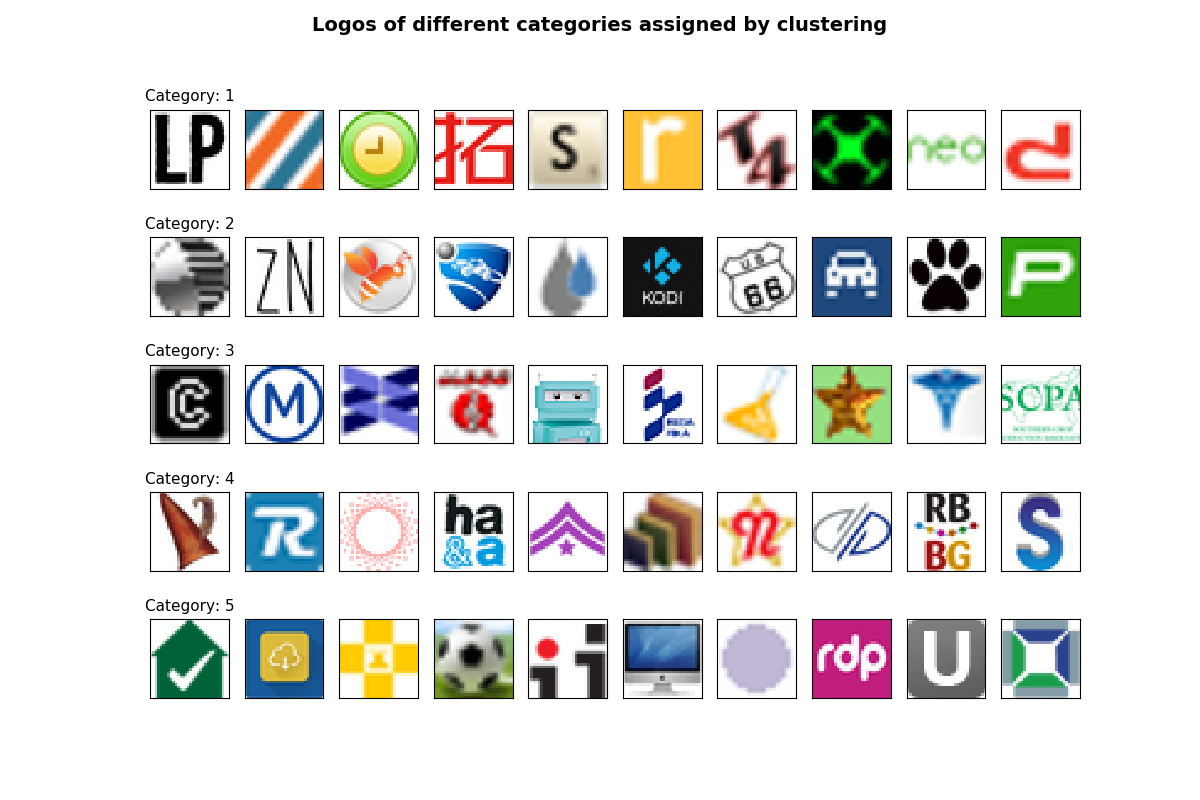 Logos of different categories assigned by clustering
Category: 1
LP
拓
S
r
T4
neo
d
Category: 2
ZN
KODI
US
66
P
Category: 3
C
M
Q
SCPA
Category: 4
R
ha
&a
n
RB
BG
S
Category: 5
rdp
U